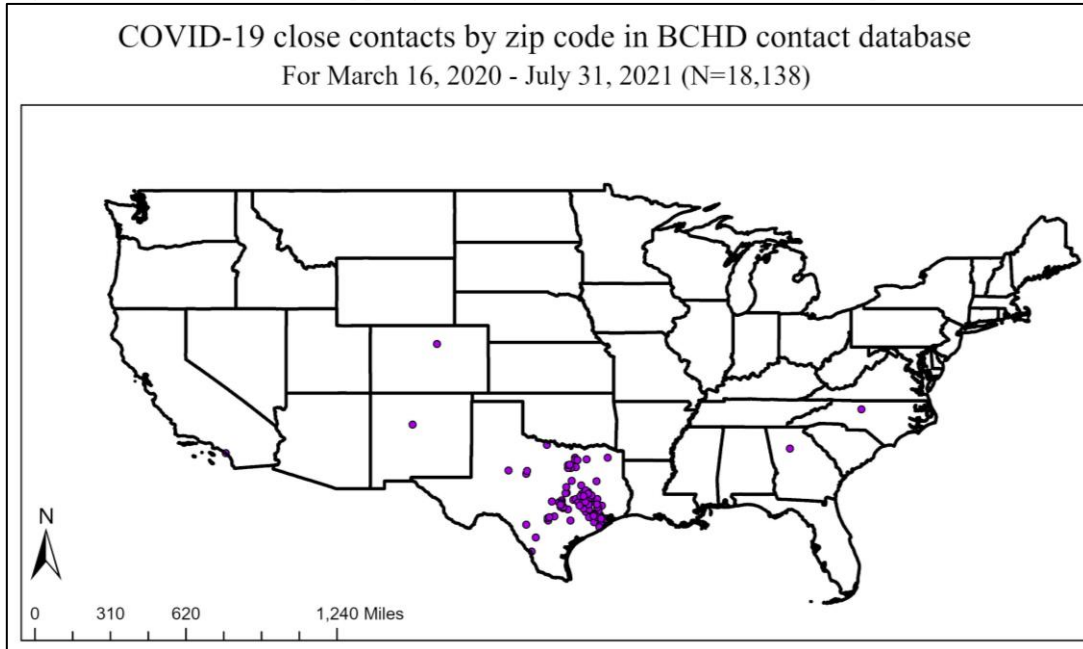 COVID-19 close contacts by zip code in BCHD contact database
For March 16, 2020 - July 31, 2021 (N=18,138)
N
0 310 620 1,240 Miles